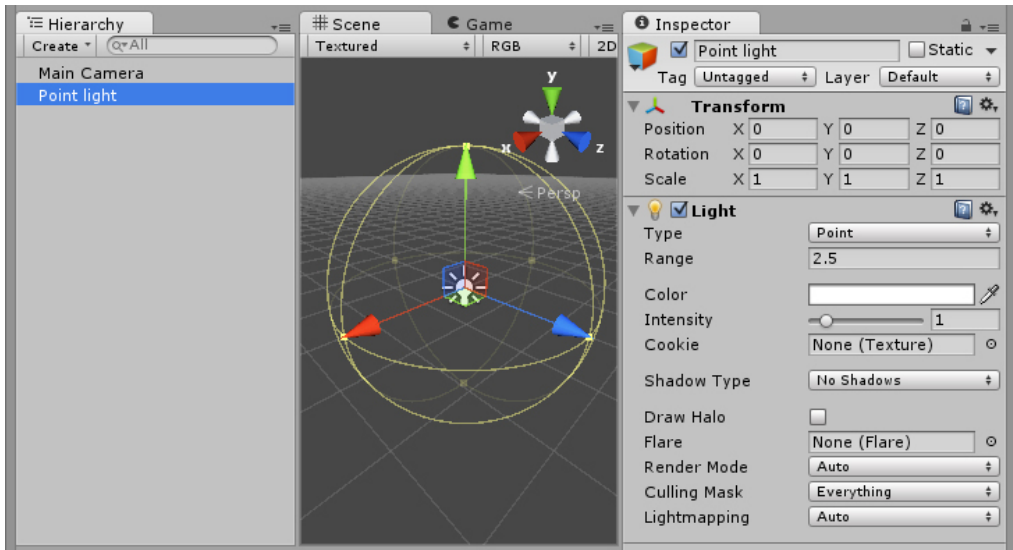 Hierarchy
Create
All
Main Camera
Point light
Scene
Game
Textured
RGB
2D
y
x
z
Persp
Inspector
Point light
Static
Tag Untagged Layer Default
Transform
Position X 0 Y 0 Z 0
Rotation X 0 Y 0 Z 0
Scale X 1 Y 1 Z 1
Light
Type Point
Range 2.5
Color
Intensity 1
Cookie None (Texture)
Shadow Type No Shadows
Draw Halo
Flare None (Flare)
Render Mode Auto
Culling Mask Everything
Lightmapping Auto